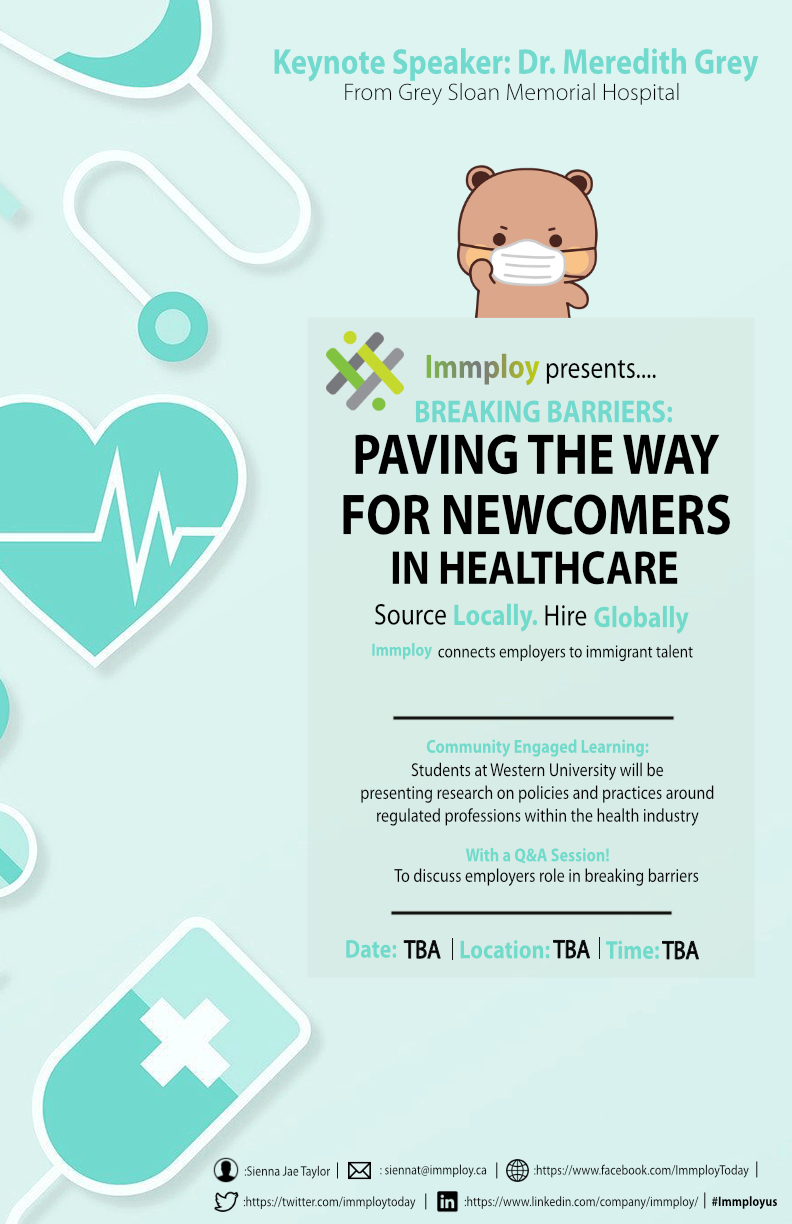 Keynote Speaker: Dr. Meredith Grey
From Grey Sloan Memorial Hospital
Immploy presents....
BREAKING BARRIERS:
PAVING THE WAY
FOR NEWCOMERS
IN HEALTHCARE
Source Locally. Hire Globally
Immploy connects employers to immigrant talent
Community Engaged Learning:
Students at Western University will be
presenting research on policies and practices around
regulated professions within the health industry
With a Q&A Session!
To discuss employers role in breaking barriers
Date: TBA | Location: TBA | Time: TBA
:Sienna Jae Taylor | : siennat@immploy.ca | :https://www.facebook.com/ImmployToday |
:https://twitter.com/immploytoday | :https://www.linkedin.com/company/immploy/ | #Immployus